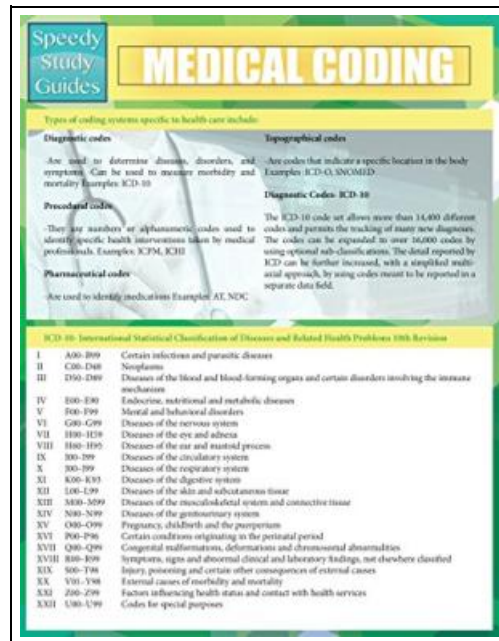 Speedy
Study
Guides
MEDICAL CODING
Types of coding systems specific to health care include:
Diagnostic codes
-Are used to determine diseases, disorders, and
symptoms. Can be used to measure morbidity and
mortality Examples: ICD-10
Procedural codes
-They are numbers or alphanumeric codes used to
identify specific health interventions taken by medical
professionals. Examples: ICPM, ICHI
Pharmaceutical codes
-Are used to identify medications Examples: AT, NDC
Topographical codes
-Are codes that indicate a specific location in the body
Examples: ICD-O, SNOMED
Diagnostic Codes- ICD-10
The ICD-10 code set allows more than 14,400 different
codes and permits the tracking of many new diagnoses.
The codes can be expanded to over 16,000 codes by
using optional sub-classifications. The detail reported by
ICD can be further increased, with a simplified multi-
axial approach, by using codes meant to be reported in a
separate data field.
ICD-10- International Statistical Classification of Diseases and Related Health Problems 10th Revision
I A00-B99 Certain infectious and parasitic diseases
II C00-D48 Neoplasms
III D50-D89 Diseases of the blood and blood-forming organs and certain disorders involving the immune
mechanism
IV E00-E90 Endocrine, nutritional and metabolic diseases
V F00-F99 Mental and behavioral disorders
VI G00-G99 Diseases of the nervous system
VII H00-H59 Diseases of the eye and adnexa
VIII H60-H95 Diseases of the ear and mastoid process
IX I00-I99 Diseases of the circulatory system
X J00-J99 Diseases of the respiratory system
XI K00-K93 Diseases of the digestive system
XII L00-L99 Diseases of the skin and subcutaneous tissue
XIII M00-M99 Diseases of the musculoskeletal system and connective tissue
XIV N00-N99 Diseases of the genitourinary system
XV O00-O99 Pregnancy, childbirth and the puerperium
XVI P00-P96 Certain conditions originating in the perinatal period
XVII Q00-Q99 Congenital malformations, deformations and chromosomal abnormalities
XVIII R00-R99 Symptoms, signs and abnormal clinical and laboratory findings, not elsewhere classified
XIX S00-T98 Injury, poisoning and certain other consequences of external causes
XX V01-Y98 External causes of morbidity and mortality
XXI Z00-Z99 Factors influencing health status and contact with health services
XXII U00-U99 Codes for special purposes